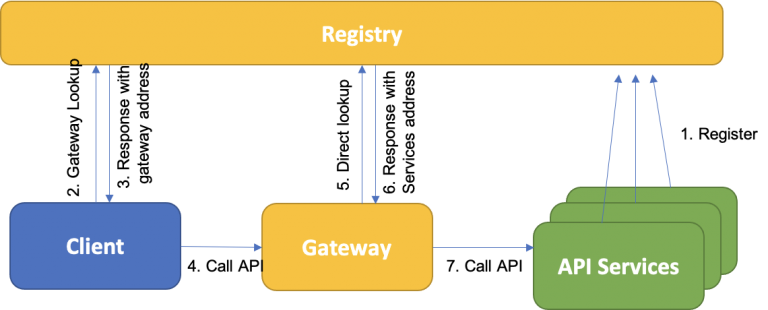 Registry
2. Gateway Lookup
3. Response with
gateway address
5. Direct lookup
6. Response with
Services address
1. Register
Client
4. Call API
Gateway
7. Call API
API Services